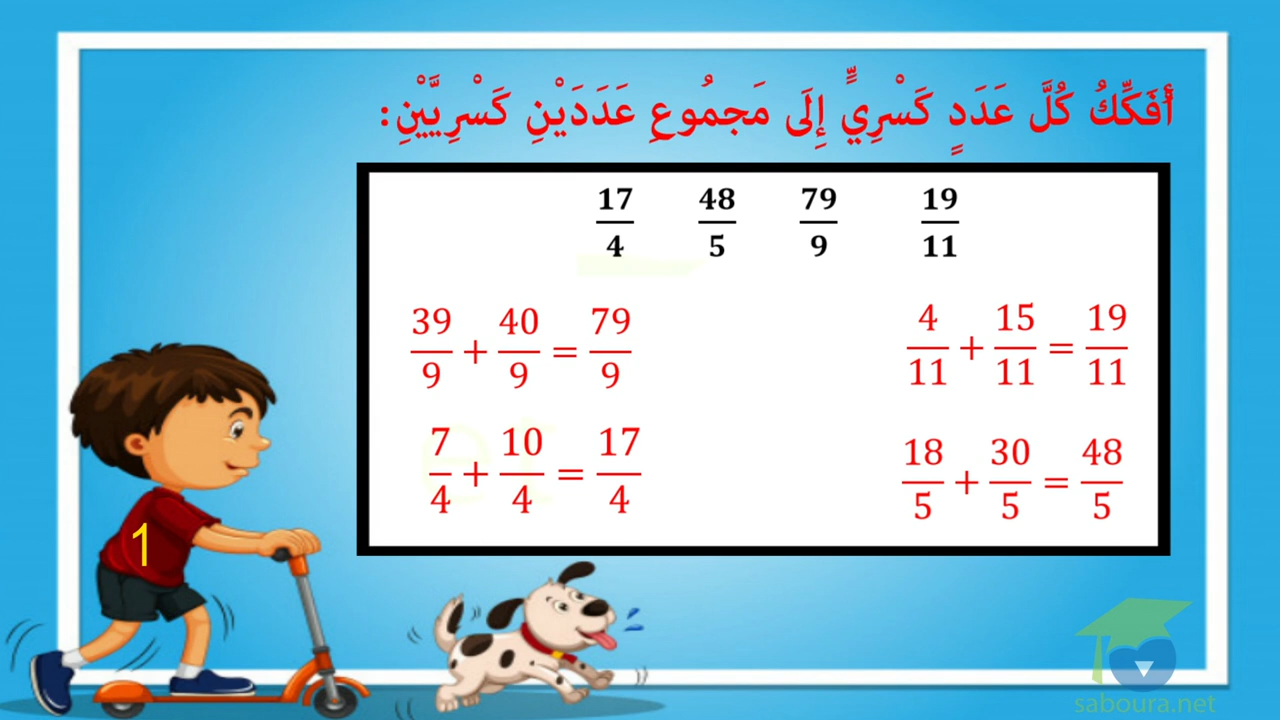 أُفَكِّكُ كُلَّ عَدَدٍ كَسْرِيٍّ إِلَى مَجمُوعِ عَدَدَيْنِ كَسْرِيَّيْنِ:
17/4 48/5 79/9 19/11
39/9 + 40/9 = 79/9
4/11 + 15/11 = 19/11
7/4 + 10/4 = 17/4
18/5 + 30/5 = 48/5
1
saboura.net